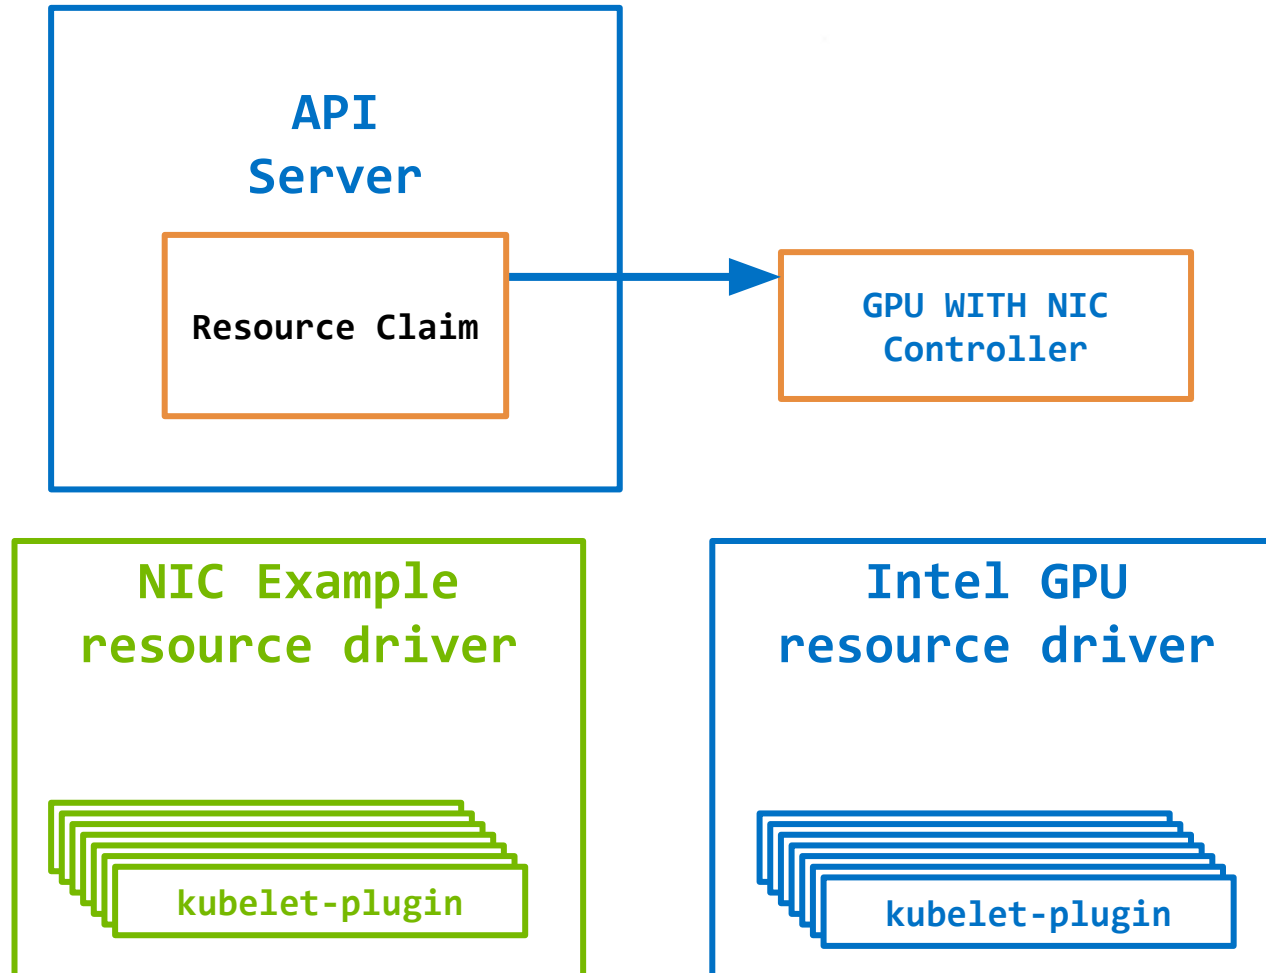 API
Server
Resource Claim
GPU WITH NIC
Controller
NIC Example
resource driver
kubelet-plugin
Intel GPU
resource driver
kubelet-plugin